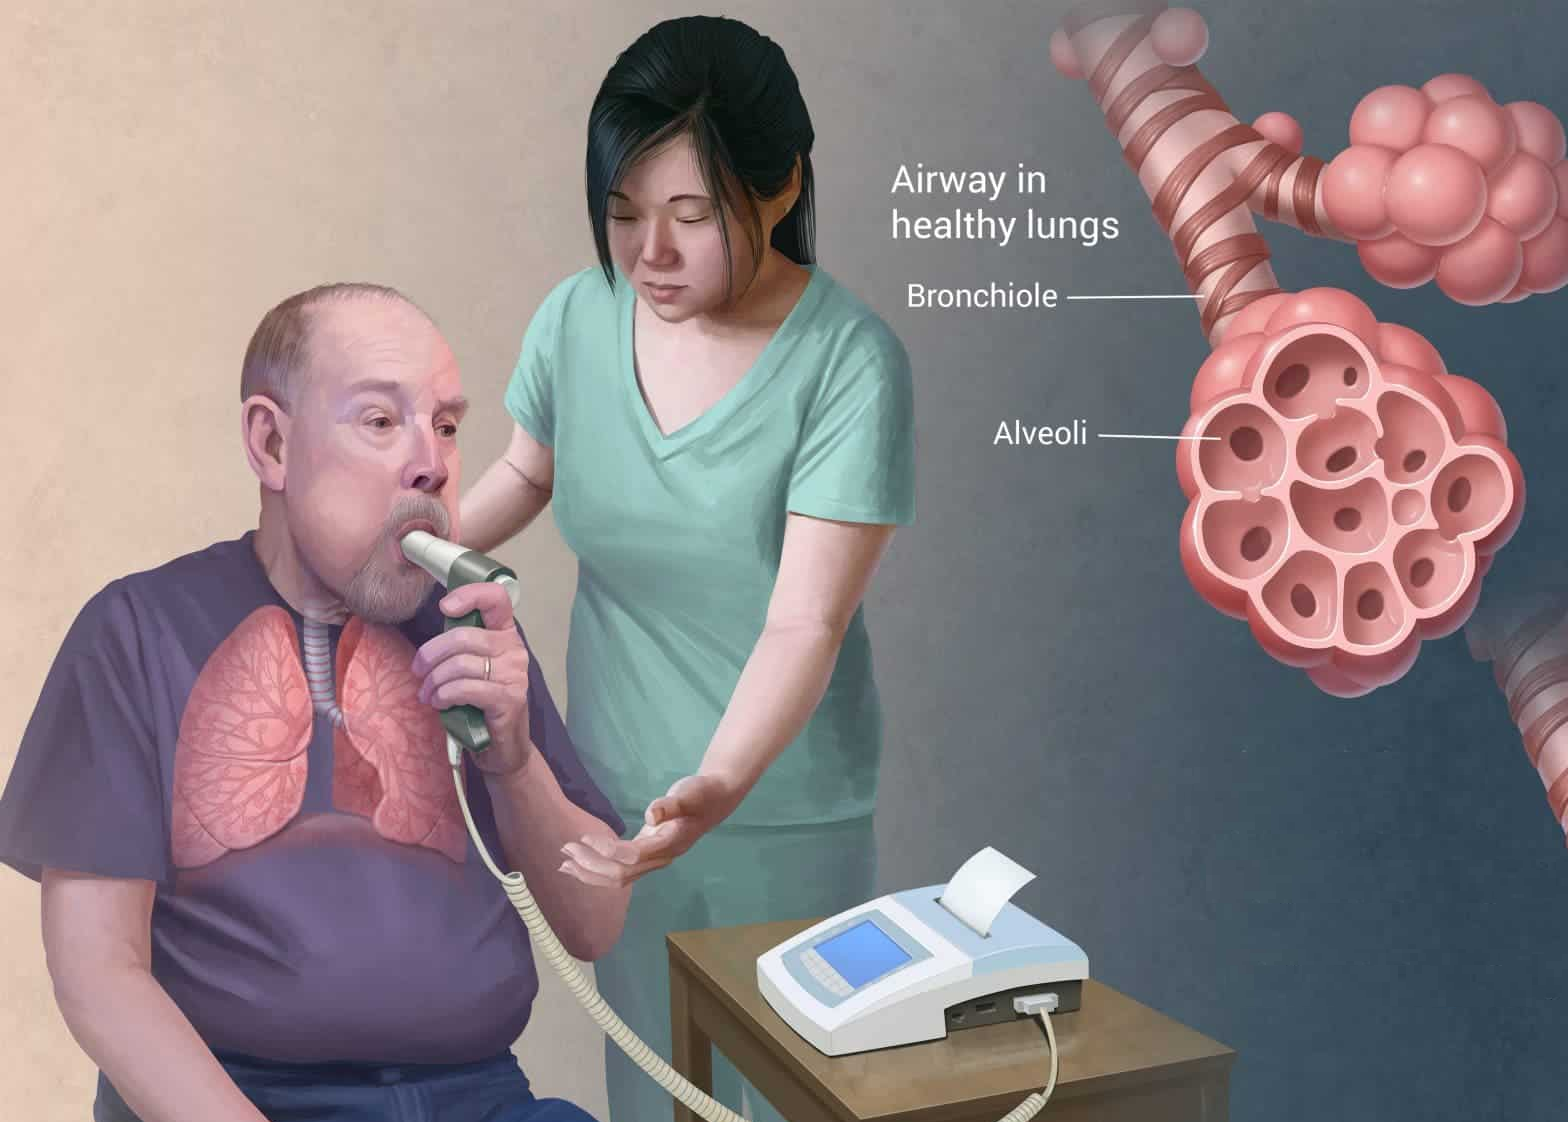 Airway in
healthy lungs
Bronchiole
Alveoli